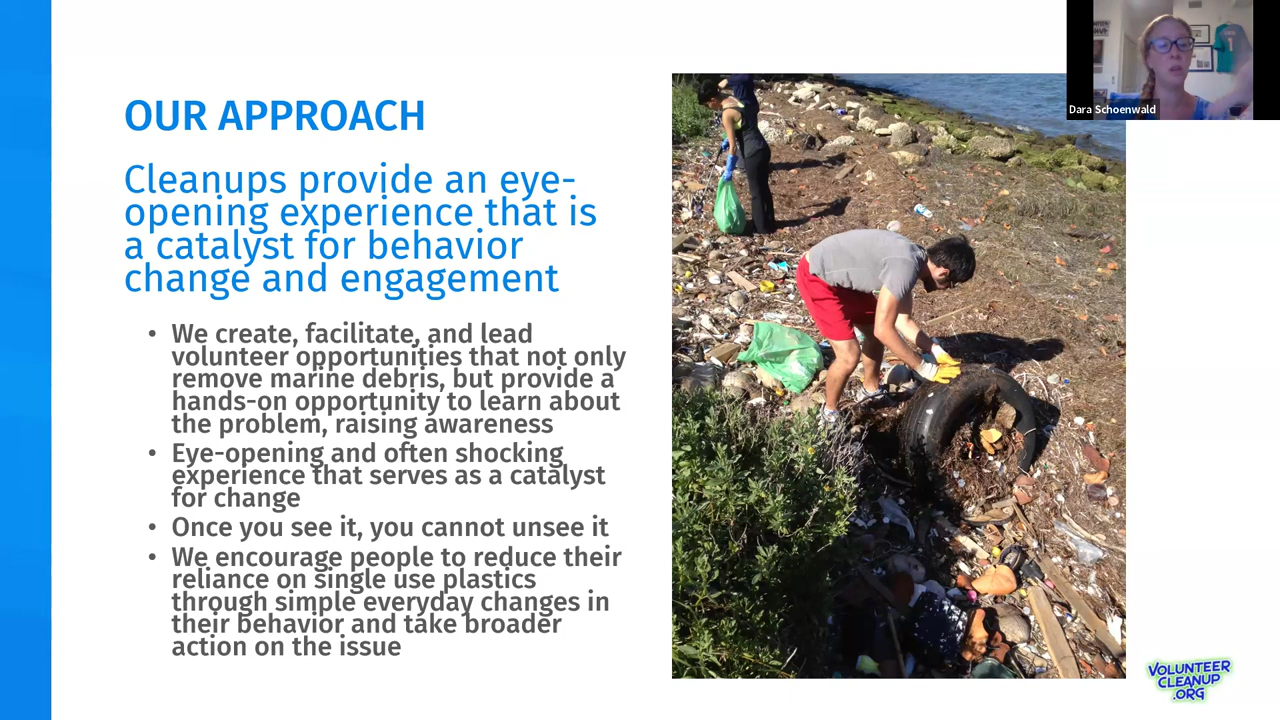 Dara Schoenwald
OUR APPROACH
Cleanups provide an eye-
opening experience that is
a catalyst for behavior
change and engagement
• We create, facilitate, and lead
volunteer opportunities that not only
remove marine debris, but provide a
hands-on opportunity to learn about
the problem, raising awareness
• Eye-opening and often shocking
experience that serves as a catalyst
for change
• Once you see it, you cannot unsee it
• We encourage people to reduce their
reliance on single use plastics
through simple everyday changes in
their behavior and take broader
action on the issue
VOLUNTEER
CLEANUP
.ORG